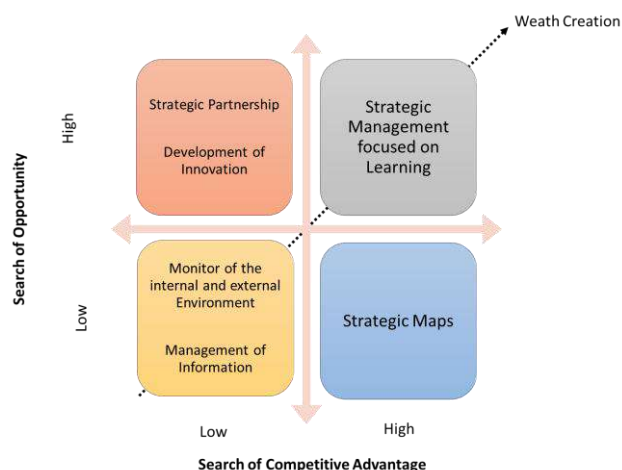 Weath Creation
Strategic Partnership
Development of
Innovation
Strategic
Management
focused on
Learning
High
Search of Opportunity
Monitor of the
internal and external
Environment
Management of
Information
Strategic Maps
Low
Low
High
Search of Competitive Advantage